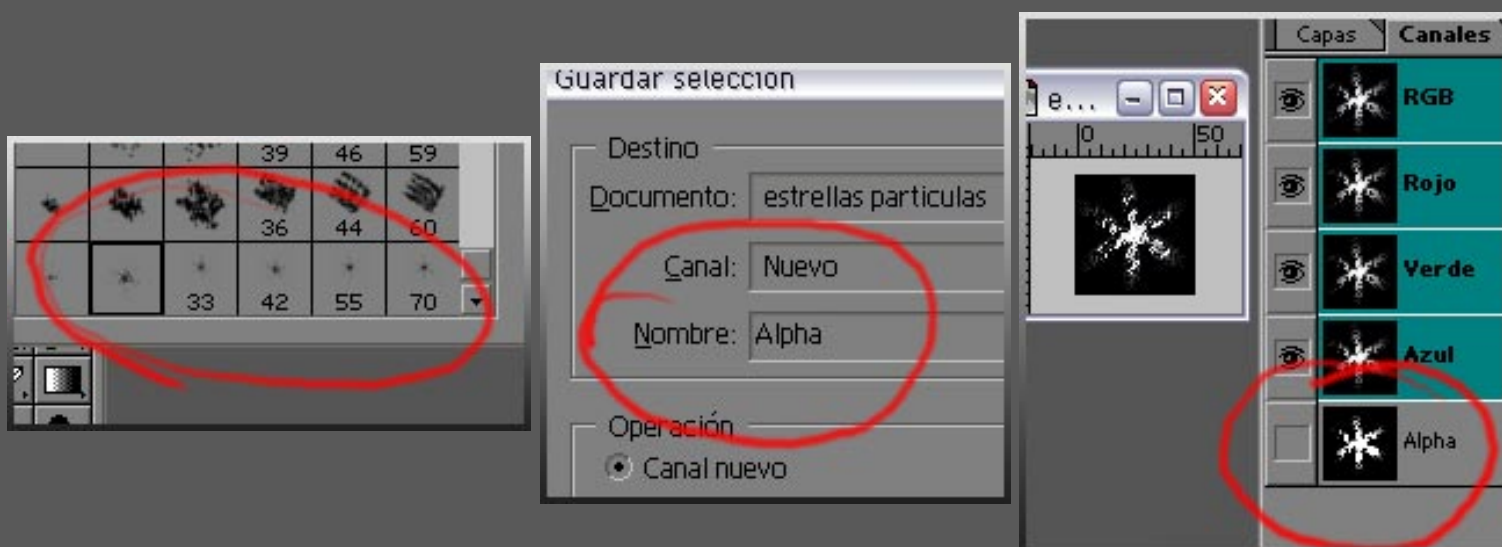 39 46 59
36 44 60
33 42 55 70
Guardar selección
Destino
Documento: estrellas particulas
Canal: Nuevo
Nombre: Alpha
Operación
Canal nuevo
e...
0 50
Capas Canales
RGB
Rojo
Verde
Azul
Alpha